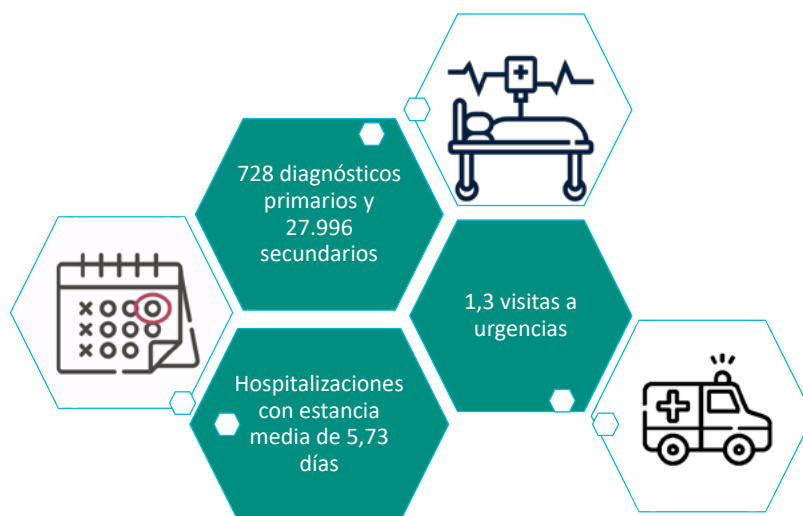 728 diagnósticos
primarios y
27.996
secundarios
1,3 visitas a
urgencias
Hospitalizaciones
con estancia
media de 5,73
días